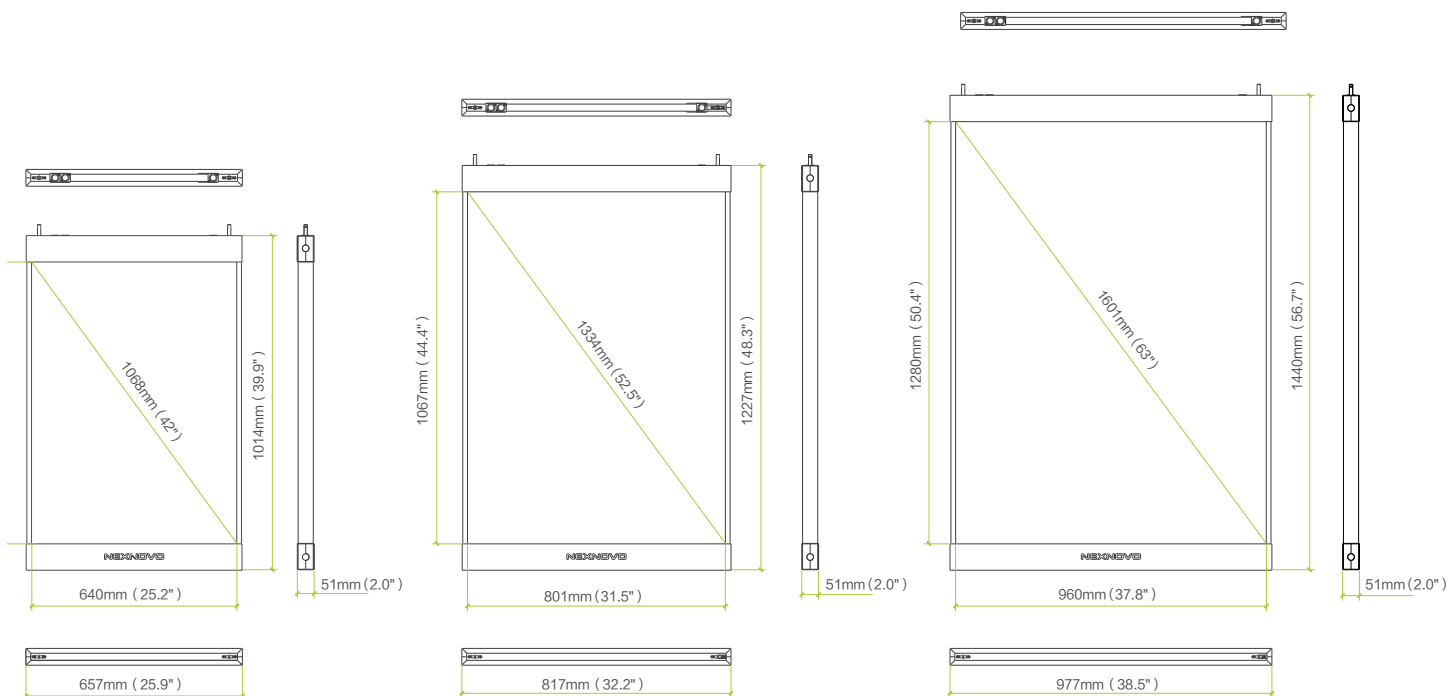 1068mm ( 42" )
1014mm ( 39.9" )
NEXNOVO
640mm ( 25.2" )
51mm (2.0" )
657mm ( 25.9" )
1067mm ( 44.4" )
1334mm ( 52.5" )
1227mm ( 48.3" )
NEXNOVO
801mm (31.5" )
51mm (2.0" )
817mm ( 32.2" )
1280mm ( 50.4" )
1601mm (63" )
1440mm ( 56.7" )
NEXNOVO
960mm (37.8" )
51mm (2.0" )
977mm ( 38.5" )